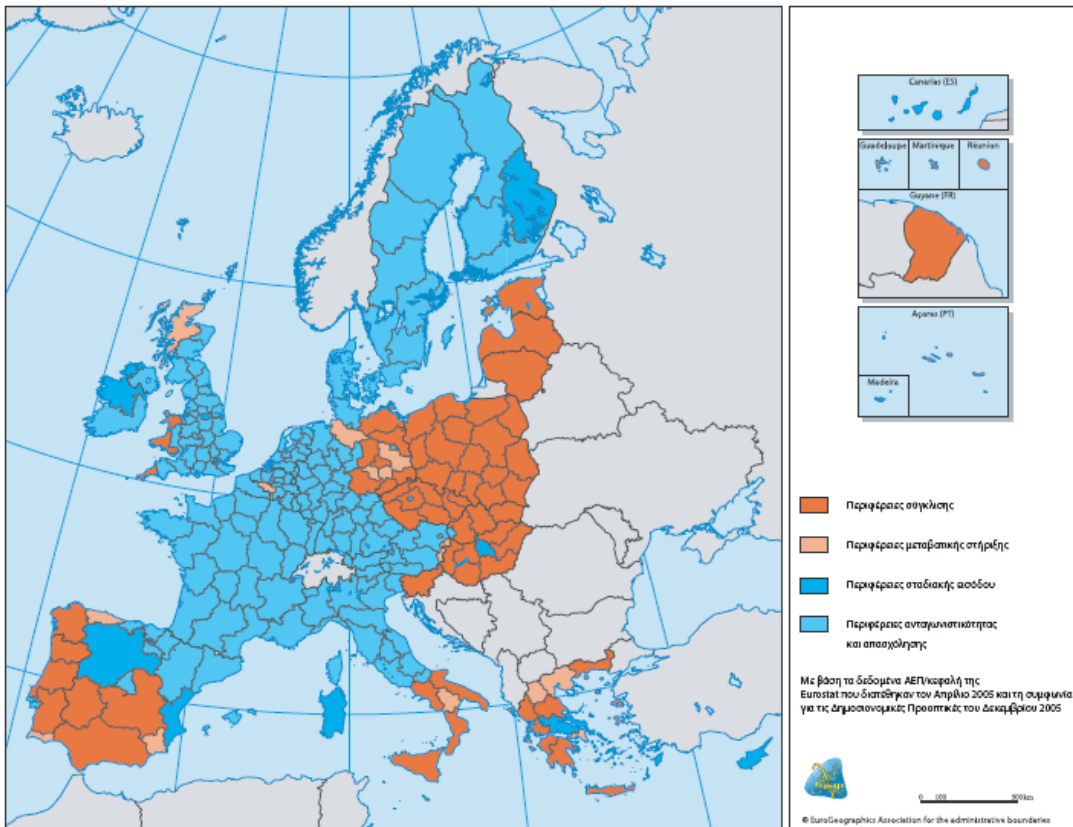 Canarias (ES)
Guadeloupe
Martinique
Réunion
Guyane (FR)
Açores (PT)
Madeira
Περιφέρειες σύγκλισης
Περιφέρειες μεταβατικής στήριξης
Περιφέρειες σταδιακής εισόδου
Περιφέρειες ανταγωνιστικότητας
και απασχόλησης
Με βάση τα δεδομένα ΑΕΠ/κεφαλή της
Eurostat που διατέθηκαν τον Απρίλιο 2005 και τη συμφωνία
για τις Δημοσιονομικές Προοπτικές του Δεκεμβρίου 2005
0 100 500 km
© EuroGeographics Association for the administrative boundaries